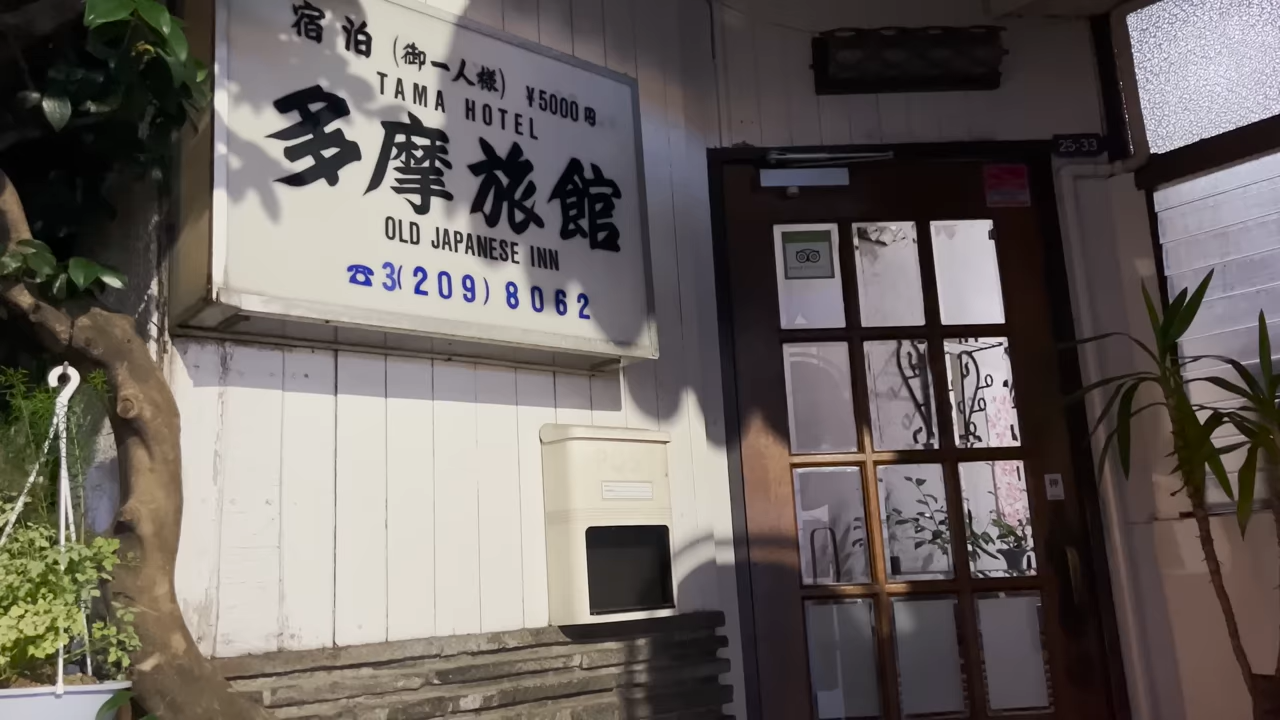 宿泊 (御一人様) ¥5000円
TAMA HOTEL
多摩旅館
OLD JAPANESE INN
☎3(209)8062
25-33
押